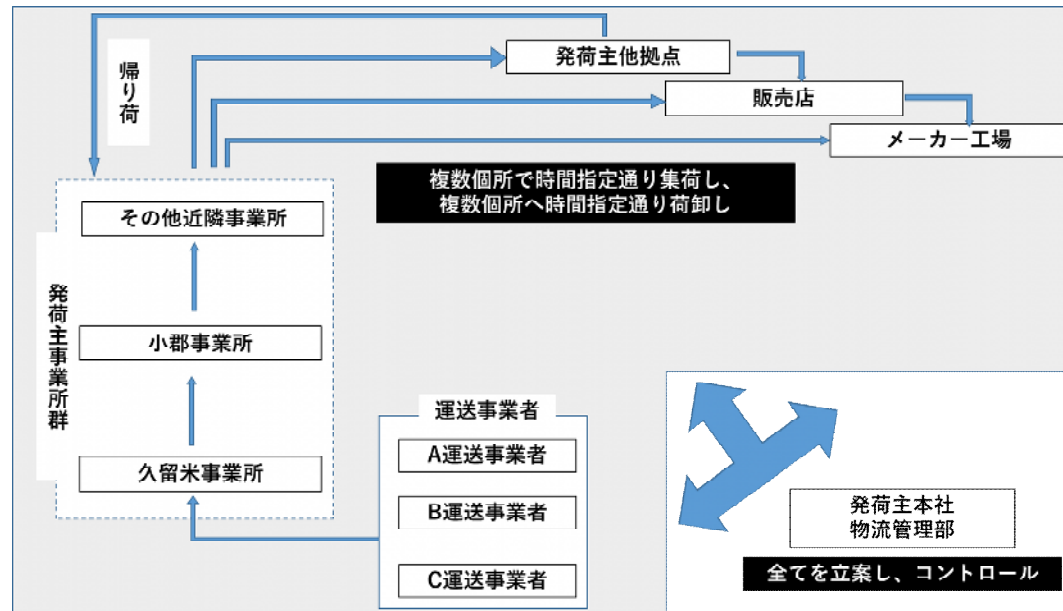 発荷主他拠点
販売店
メーカー工場
帰り荷
複数個所で時間指定通り集荷し、
複数個所へ時間指定通り荷卸し
その他近隣事業所
発荷主事業所群
小郡事業所
久留米事業所
運送事業者
A運送事業者
B運送事業者
C運送事業者
発荷主本社
物流管理部
全てを立案し、コントロール